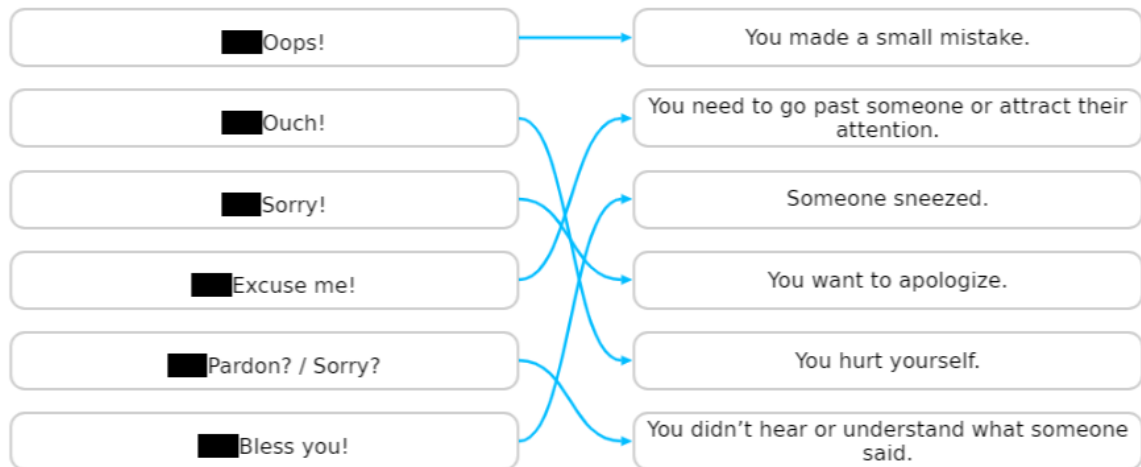 Oops!
You made a small mistake.
Ouch!
You need to go past someone or attract their
attention.
Sorry!
Someone sneezed.
Excuse me!
You want to apologize.
Pardon? / Sorry?
You hurt yourself.
Bless you!
You didn’t hear or understand what someone
said.